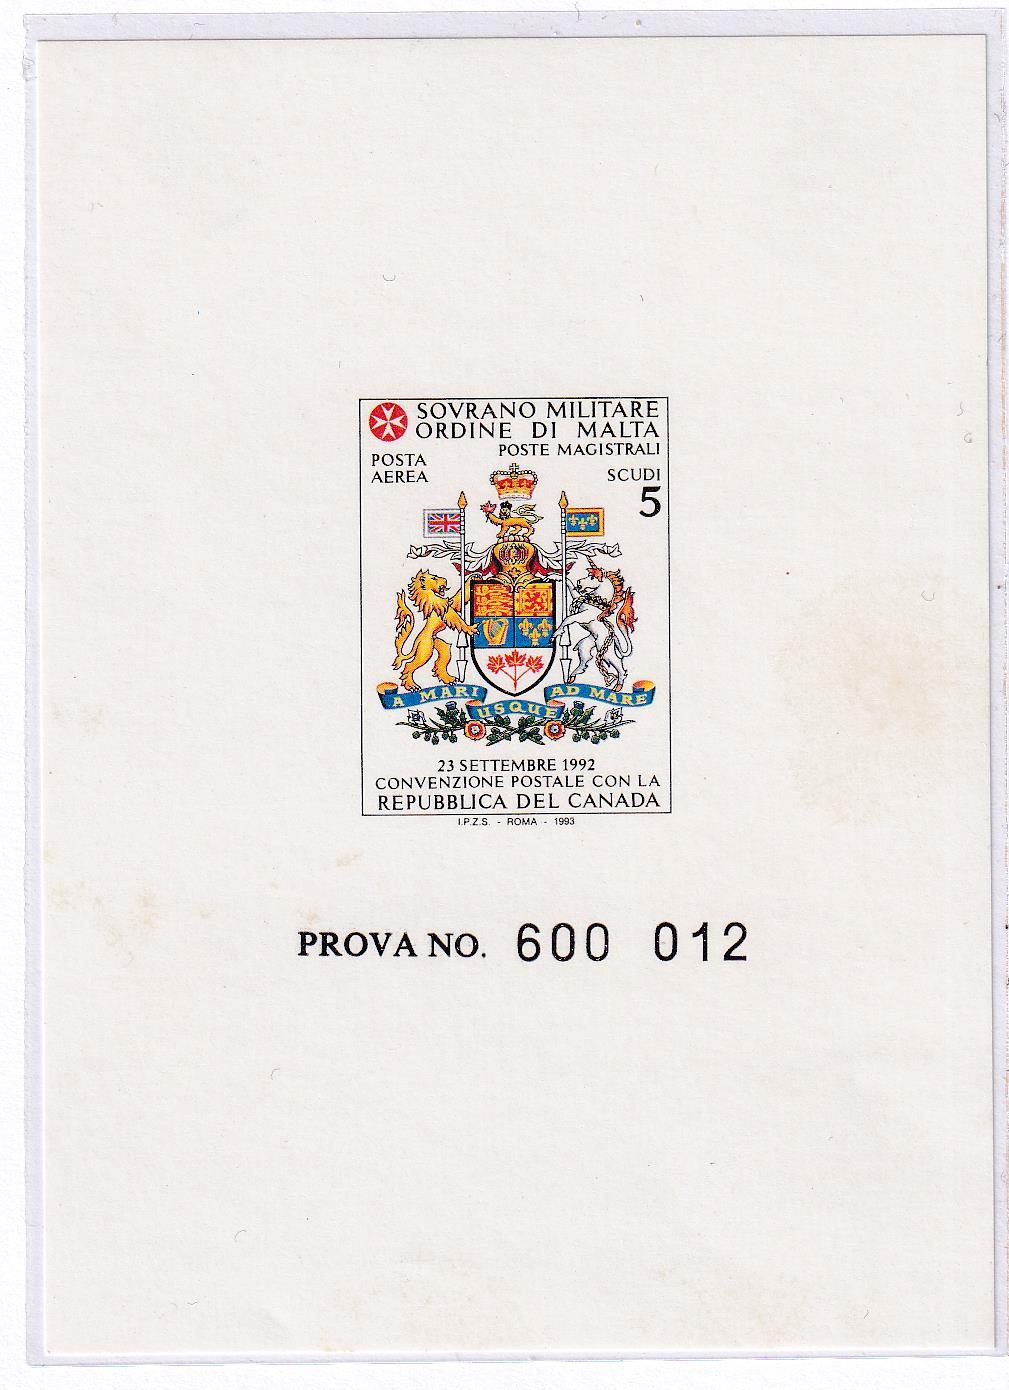 SOVRANO MILITARE
ORDINE DI MALTA
POSTE MAGISTRALI
POSTA
AEREA
SCUDI
5
A MARI USQUE AD MARE
23 SETTEMBRE 1992
CONVENZIONE POSTALE CON LA
REPUBBLICA DEL CANADA
I.P.Z.S. - ROMA - 1993
PROVA NO. 600 012